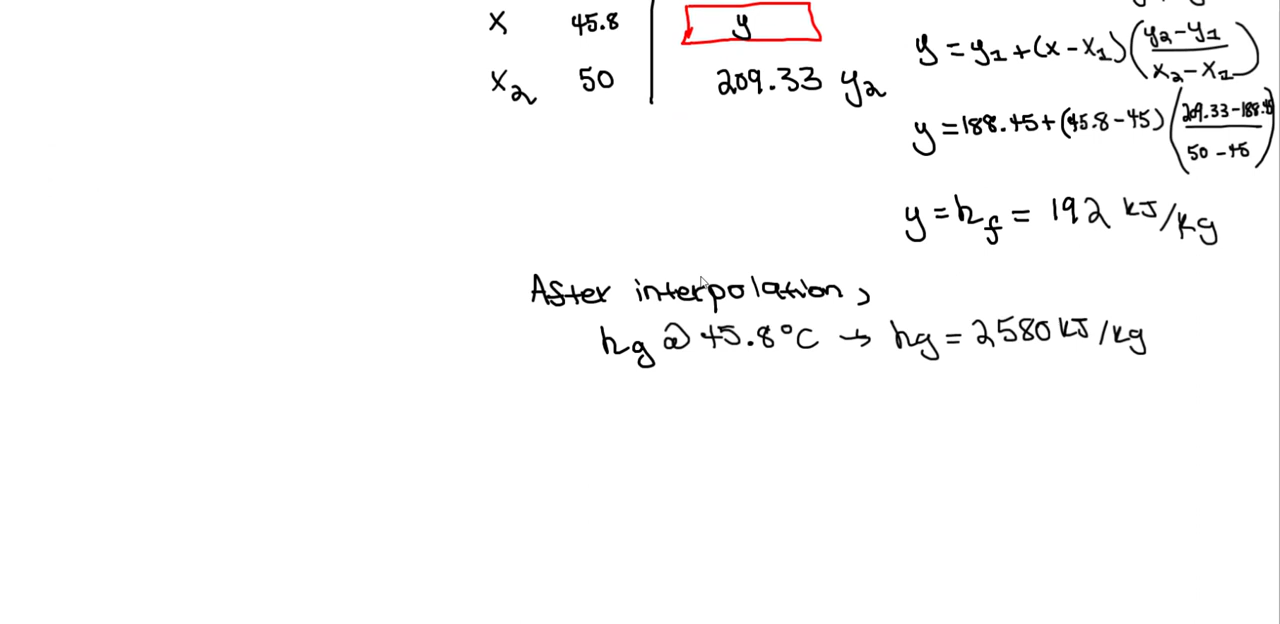 x 45.8 y
x₂ 50 209.33 y₂
y = y₁ + (x - x₁) (y₂ - y₁ / x₂ - x₁)
y = 188.45 + (45.8 - 45) (209.33 - 188.45 / 50 - 45)
y = h_f = 192 kJ/kg
After interpolation,
hg @ 45.8°C → hg = 2580 kJ/kg